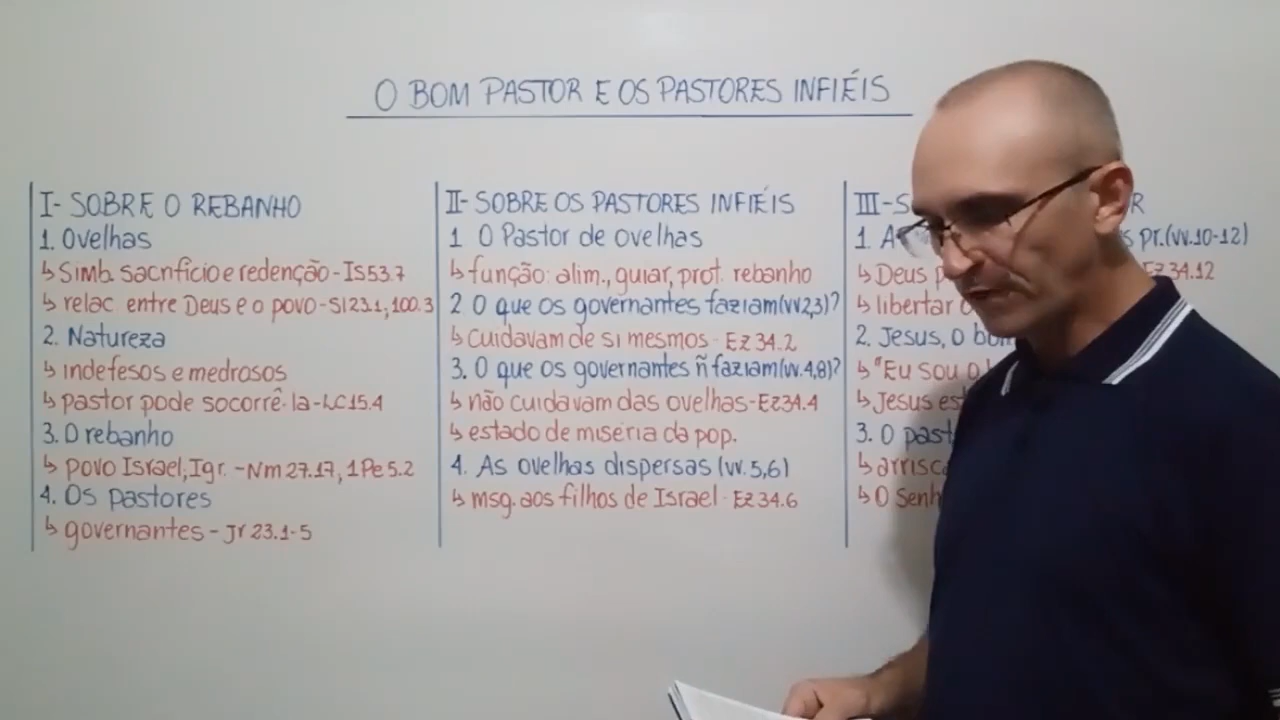 O BOM PASTOR E OS PASTORES INFIÉIS
I- SOBRE O REBANHO
1. Ovelhas
↳ Simb. sacrifício e redenção - Is 53.7
↳ relac. entre Deus e o povo - Sl 23.1, 100.3
2. Natureza
↳ indefesos e medrosos
↳ pastor pode socorrê-la - LC 15.4
3. O rebanho
↳ povo Israel, Igr. - Nm 27.17, 1Pe 5.2
4. Os pastores
↳ governantes - Jr 23.1-5
II- SOBRE OS PASTORES INFIÉIS
1 O Pastor de ovelhas
↳ função: alim., guiar, prot. rebanho
2. O que os governantes faziam (vv 2,3)?
↳ Cuidavam de si mesmos - Ez 34.2
3. O que os governantes ñ faziam (vv. 4,8)?
↳ não cuidavam das ovelhas - Ez 34.4
↳ estado de miséria da pop.
4. As ovelhas dispersas (vv. 5,6)
↳ msg. aos filhos de Israel - Ez 34.6
III- S R
1. A s pr. (vv. 10-12)
↳ Deus p Ez 34.12
↳ libertar
2. Jesus, o bom
↳ "Eu sou o
↳ Jesus est
3. O past
↳ arrisca
↳ O Senh